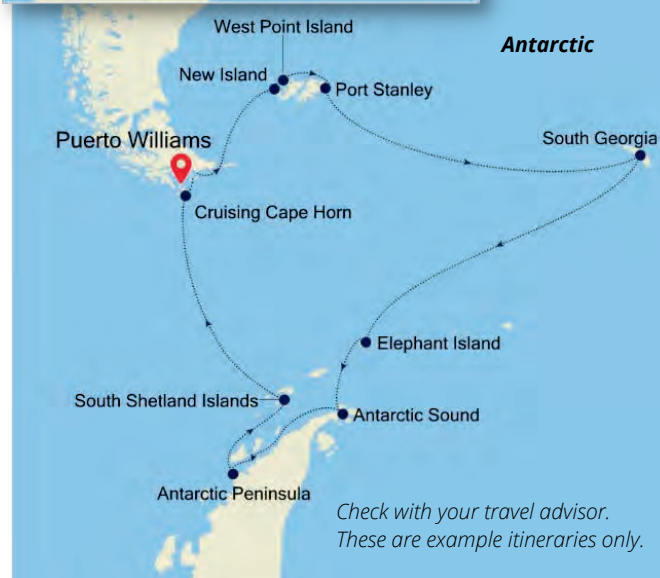 West Point Island
Antarctic
New Island
Port Stanley
Puerto Williams
South Georgia
Cruising Cape Horn
Elephant Island
South Shetland Islands
Antarctic Sound
Antarctic Peninsula
Check with your travel advisor.
These are example itineraries only.